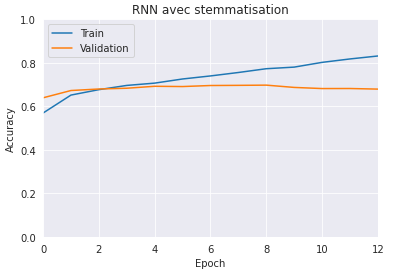 RNN avec stemmatisation
Train
Validation
Accuracy
1.0
0.8
0.6
0.4
0.2
0.0
0 2 4 6 8 10 12
Epoch